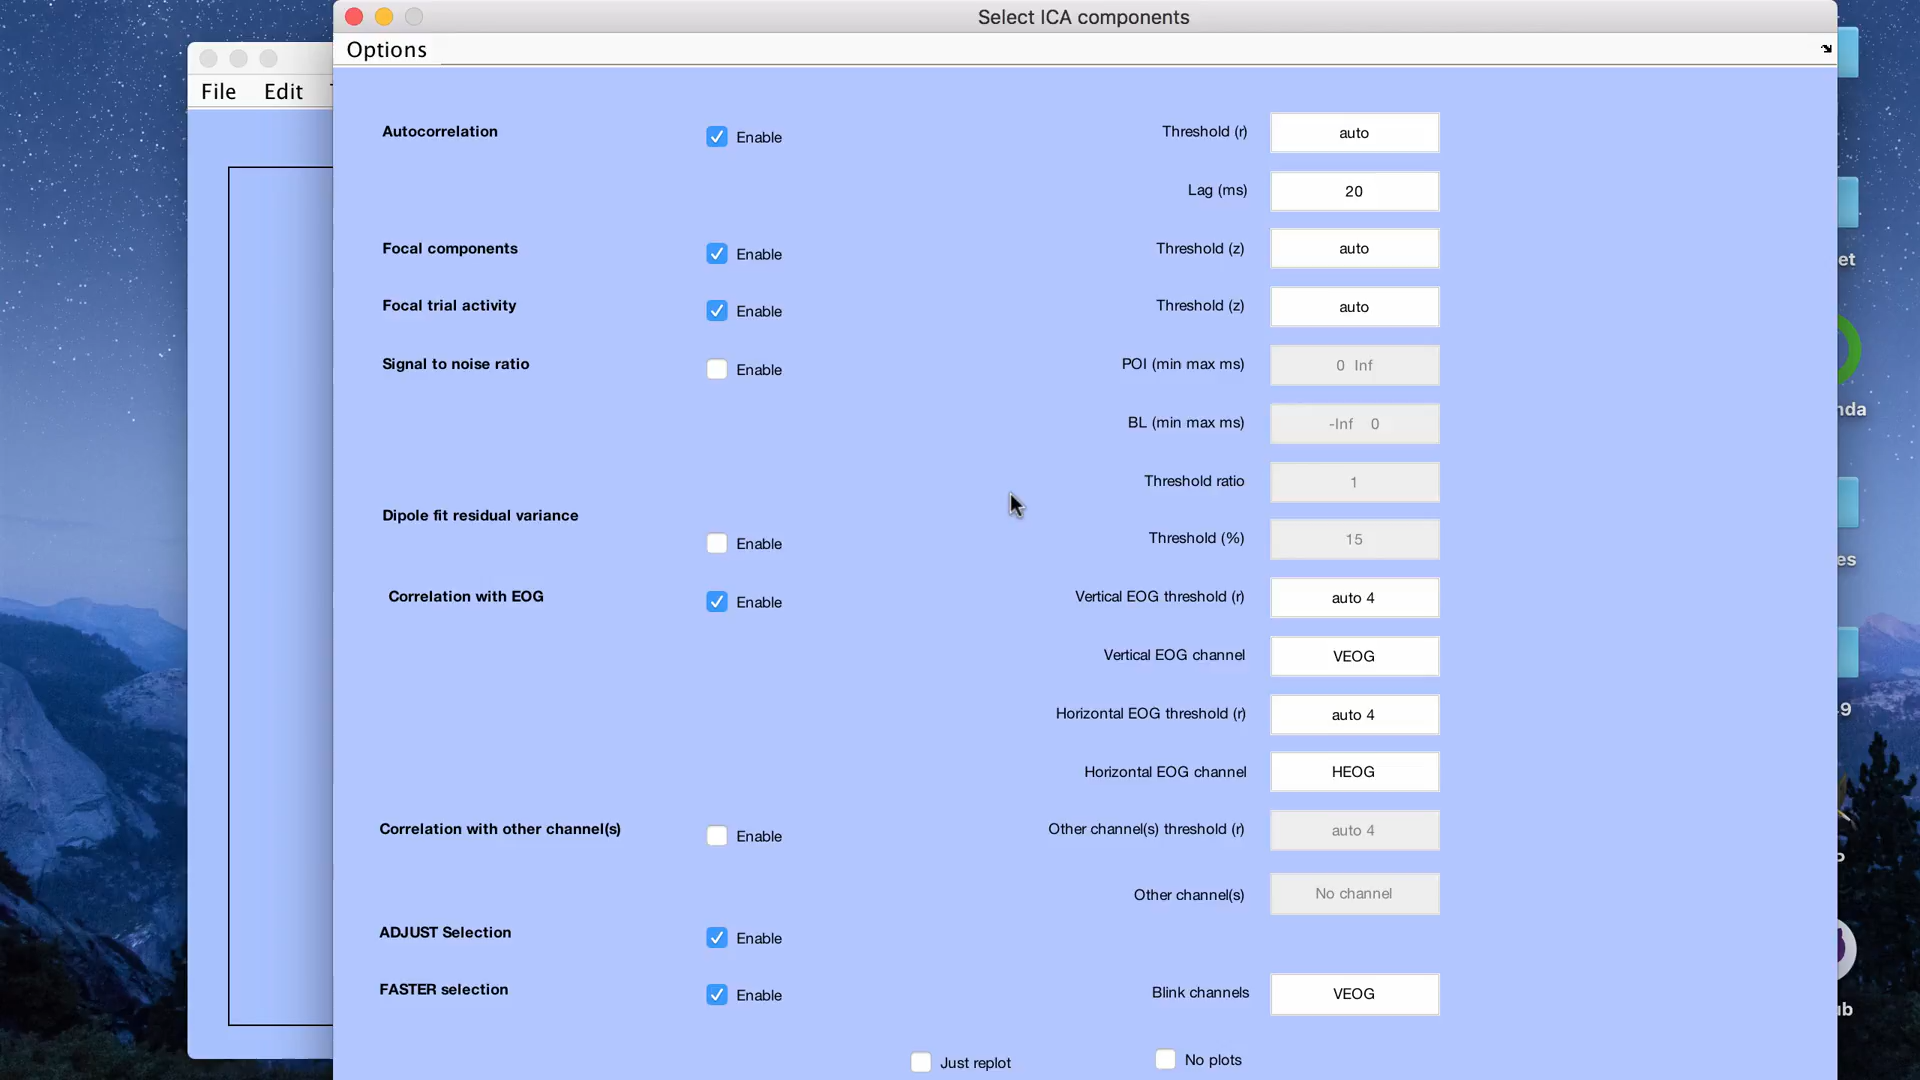 Select ICA components
Options
File Edit
Autocorrelation Enable Threshold (r) auto
Lag (ms) 20
Focal components Enable Threshold (z) auto
Focal trial activity Enable Threshold (z) auto
Signal to noise ratio Enable POI (min max ms) 0 Inf
BL (min max ms) -Inf 0
Threshold ratio 1
Dipole fit residual variance
Enable Threshold (%) 15
Correlation with EOG Enable Vertical EOG threshold (r) auto 4
Vertical EOG channel VEOG
Horizontal EOG threshold (r) auto 4
Horizontal EOG channel HEOG
Correlation with other channel(s) Enable Other channel(s) threshold (r) auto 4
Other channel(s) No channel
ADJUST Selection Enable
FASTER selection Enable Blink channels VEOG
Just replot No plots